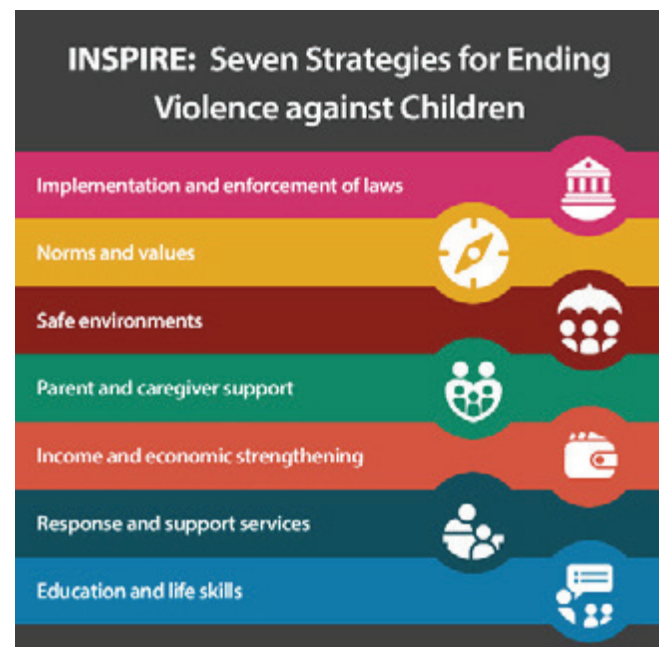 INSPIRE: Seven Strategies for Ending
Violence against Children
Implementation and enforcement of laws
Norms and values
Safe environments
Parent and caregiver support
Income and economic strengthening
Response and support services
Education and life skills